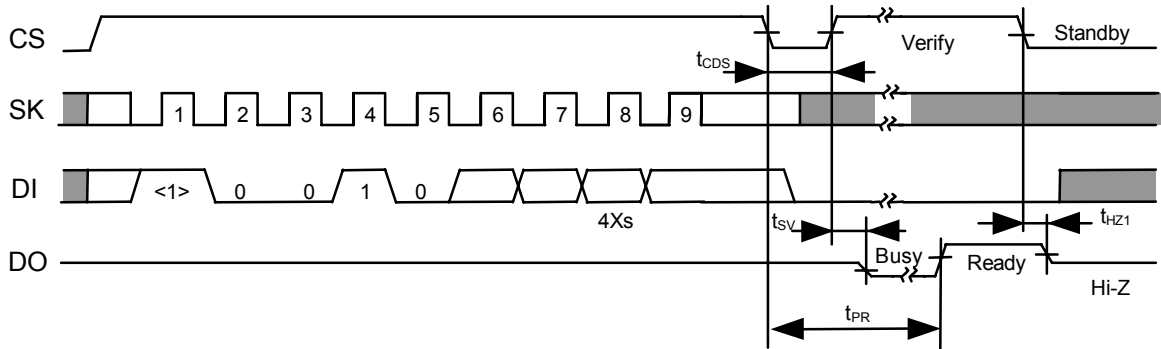 CS
Verify
Standby
tCDS
SK
1 2 3 4 5 6 7 8 9
DI
<1> 0 0 1 0
4Xs
tSV
tHZ1
DO
Busy
Ready
Hi-Z
tPR